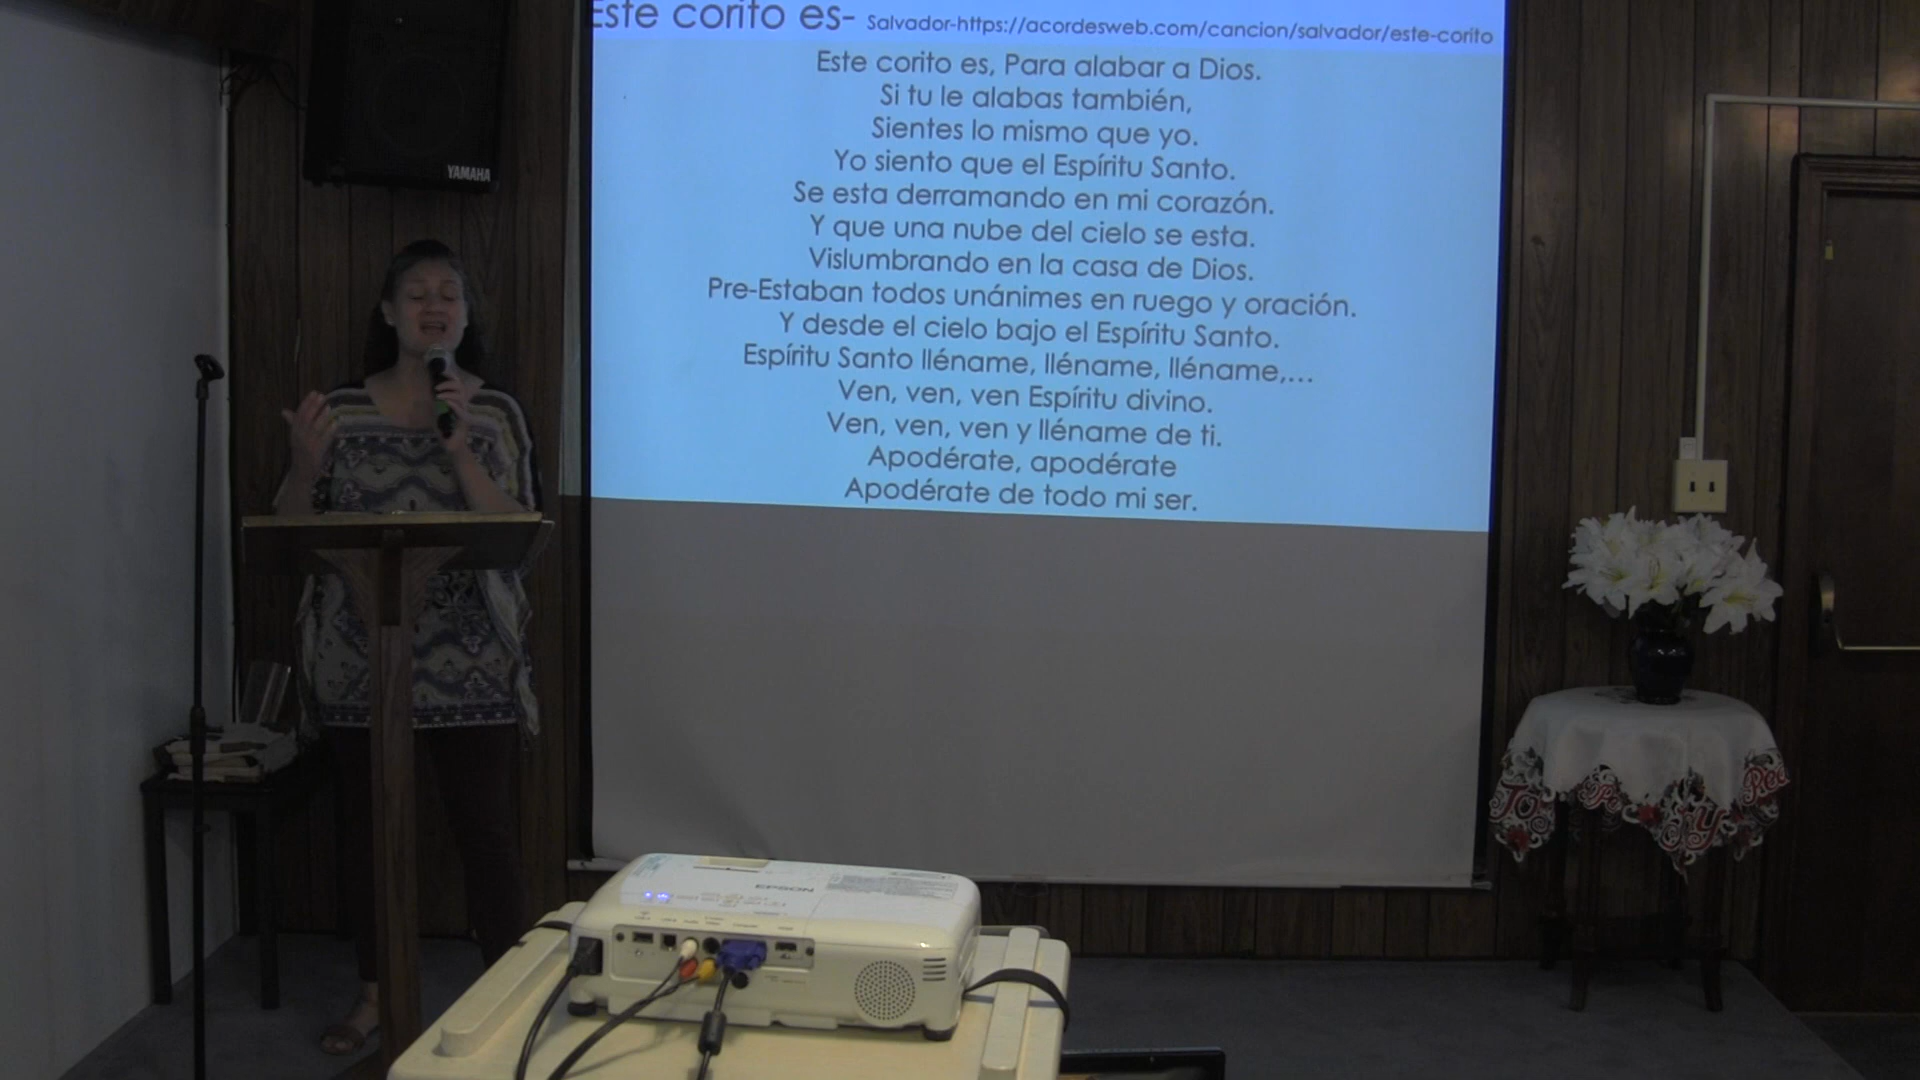 Este corito es- Salvador-https://acordesweb.com/cancion/salvador/este-corito
Este corito es, Para alabar a Dios.
Si tu le alabas también,
Sientes lo mismo que yo.
Yo siento que el Espíritu Santo.
Se esta derramando en mi corazón.
Y que una nube del cielo se esta.
Vislumbrando en la casa de Dios.
Pre-Estaban todos unánimes en ruego y oración.
Y desde el cielo bajo el Espíritu Santo.
Espíritu Santo lléname, lléname, lléname,...
Ven, ven, ven Espíritu divino.
Ven, ven, ven y lléname de ti.
Apodérate, apodérate
Apodérate de todo mi ser.
YAMAHA
EPSON